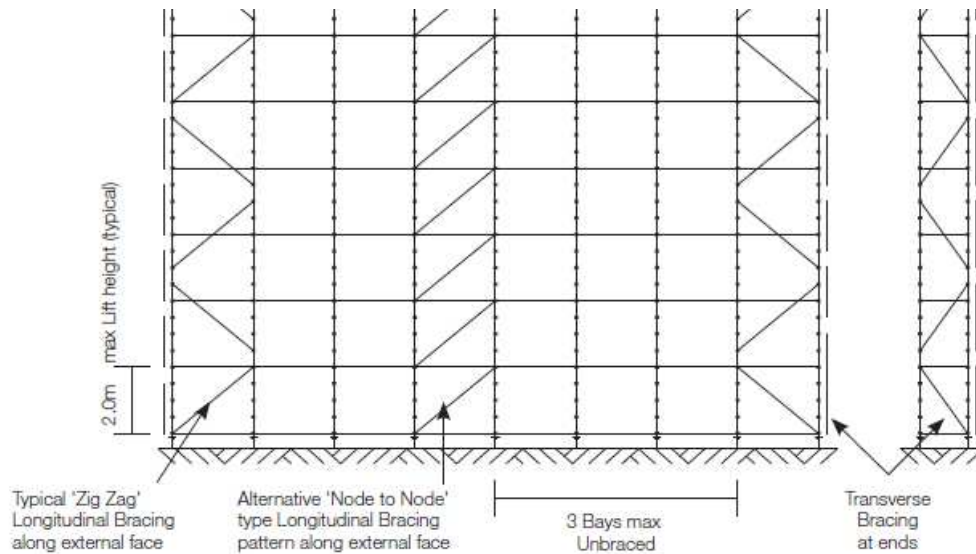 max Lift height (typical)
2.0m
Typical 'Zig Zag'
Longitudinal Bracing
along external face
Alternative 'Node to Node'
type Longitudinal Bracing
pattern along external face
3 Bays max
Unbraced
Transverse
Bracing
at ends